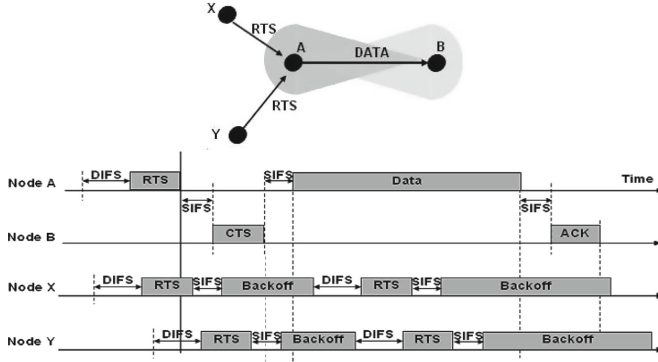 X
RTS
A
DATA
B
RTS
Y
Node A
DIFS
RTS
SIFS
Data
Time
SIFS
SIFS
Node B
CTS
ACK
Node X
DIFS
RTS
SIFS
Backoff
DIFS
RTS
SIFS
Backoff
Node Y
DIFS
RTS
SIFS
Backoff
DIFS
RTS
SIFS
Backoff